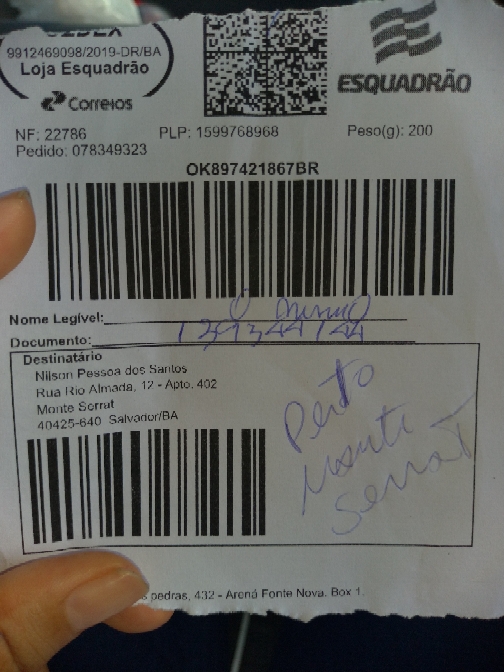 9912469098/2019-DR/BA
Loja Esquadrão
Correios
ESQUADRÃO
NF: 22786 PLP: 1599768968 Peso(g): 200
Pedido: 078349323
OK897421867BR
Nome Legível: O
Documento:
Destinatário
Nilson Pessoa dos Santos
Rua Rio Almada, 12 - Apto. 402
Monte Serrat
40425-640 Salvador/BA
Perto
Monte
Serrat
pedras, 432 - Arená Fonte Nova. Box 1.